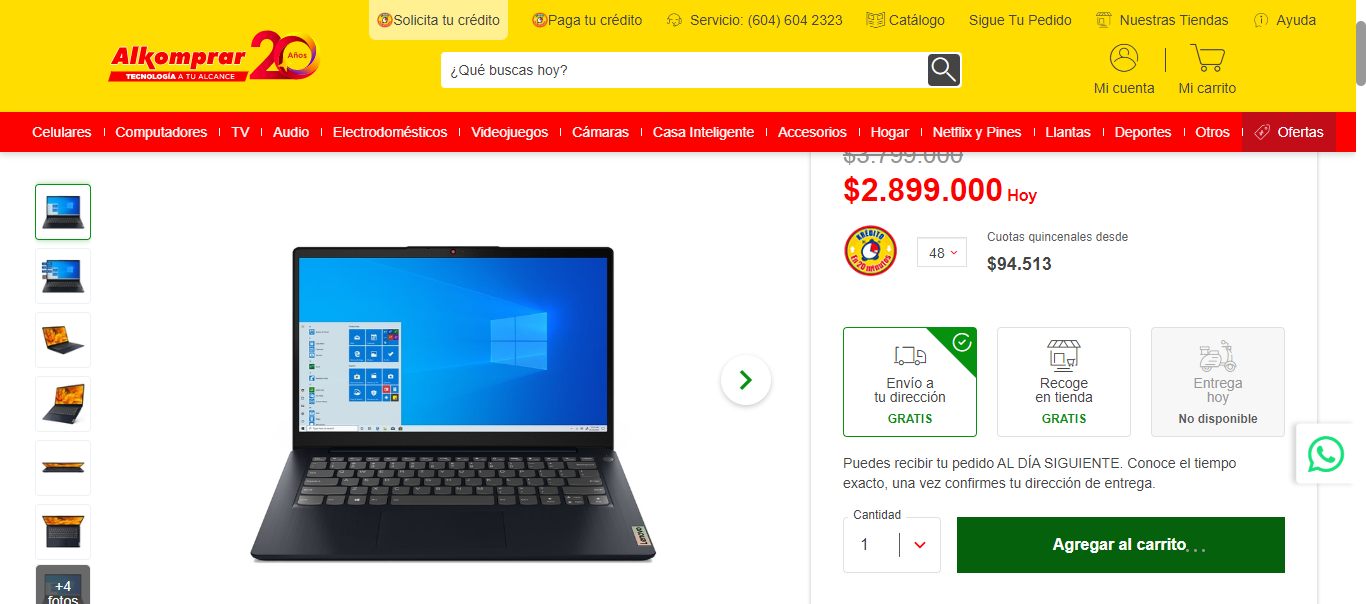 Solicita tu crédito
Paga tu crédito
Servicio: (604) 604 2323
Catálogo
Sigue Tu Pedido
Nuestras Tiendas
Ayuda
Alkomprar 20 Años
TECNOLOGÍA A TU ALCANCE
¿Qué buscas hoy?
Mi cuenta
Mi carrito
Celulares
Computadores
TV
Audio
Electrodomésticos
Videojuegos
Cámaras
Casa Inteligente
Accesorios
Hogar
Netflix y Pines
Llantas
Deportes
Otros
Ofertas
$3.799.000
$2.899.000 Hoy
KREDITO
En 20 minutos
48
Cuotas quincenales desde
$94.513
Envío a
tu dirección
GRATIS
Recoge
en tienda
GRATIS
Entrega
hoy
No disponible
Puedes recibir tu pedido AL DÍA SIGUIENTE. Conoce el tiempo
exacto, una vez confirmes tu dirección de entrega.
Cantidad
1
Agregar al carrito...
+4
fotos
Lenovo